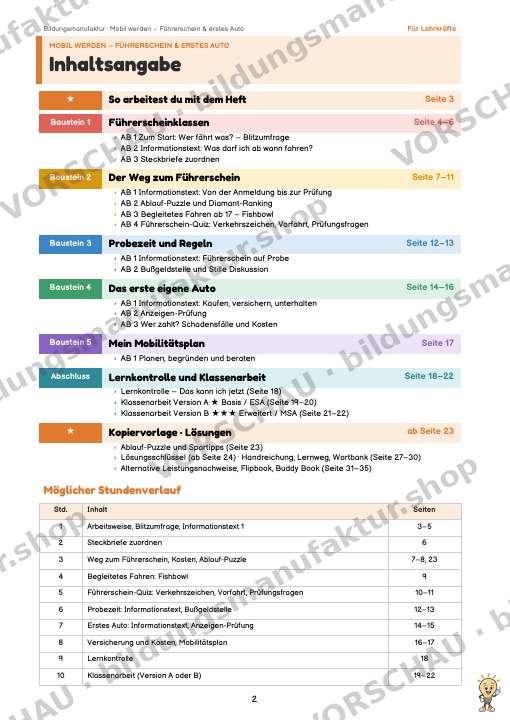 Bildungsmanufaktur · Mobil werden – Führerschein & erstes Auto
Für Lehrkräfte
MOBIL WERDEN – FÜHRERSCHEIN & ERSTES AUTO
Inhaltsangabe
★ So arbeitest du mit dem Heft Seite 3
Baustein 1 Führerscheinklassen Seite 4–6
AB 1 Zum Start: Wer fährt was? – Blitzumfrage
AB 2 Informationstext: Was darf ich ab wann fahren?
AB 3 Steckbriefe zuordnen
Baustein 2 Der Weg zum Führerschein Seite 7–11
AB 1 Informationstext: Von der Anmeldung bis zur Prüfung
AB 2 Ablauf-Puzzle und Diamant-Ranking
AB 3 Begleitetes Fahren ab 17 – Fishbowl
AB 4 Führerschein-Quiz: Verkehrszeichen, Vorfahrt, Prüfungsfragen
Baustein 3 Probezeit und Regeln Seite 12–13
AB 1 Informationstext: Führerschein auf Probe
AB 2 Bußgeldstelle und Stille Diskussion
Baustein 4 Das erste eigene Auto Seite 14–16
AB 1 Informationstext: Kaufen, versichern, unterhalten
AB 2 Anzeigen-Prüfung
AB 3 Wer zahlt? Schadensfälle und Kosten
Baustein 5 Mein Mobilitätsplan Seite 17
AB 1 Planen, begründen und beraten
Abschluss Lernkontrolle und Klassenarbeit Seite 18–22
Lernkontrolle – Das kann ich jetzt (Seite 18)
Klassenarbeit Version A ★ Basis / ESA (Seite 19–20)
Klassenarbeit Version B ★★★ Erweitert / MSA (Seite 21–22)
★ Kopiervorlage · Lösungen ab Seite 23
Ablauf-Puzzle und Spartipps (Seite 23)
Lösungsschlüssel (ab Seite 24) · Handreichung, Lernweg, Wortbank (Seite 27–30)
Alternative Leistungsnachweise, Flipbook, Buddy Book (Seite 31–35)
Möglicher Stundenverlauf
Std. Inhalt Seiten
1 Arbeitsweise, Blitzumfrage, Informationstext 1 3–5
2 Steckbriefe zuordnen 6
3 Weg zum Führerschein, Kosten, Ablauf-Puzzle 7–8, 23
4 Begleitetes Fahren: Fishbowl 9
5 Führerschein-Quiz: Verkehrszeichen, Vorfahrt, Prüfungsfragen 10–11
6 Probezeit: Informationstext, Bußgeldstelle 12–13
7 Erstes Auto: Informationstext, Anzeigen-Prüfung 14–15
8 Versicherung und Kosten, Mobilitätsplan 16–17
9 Lernkontrolle 18
10 Klassenarbeit (Version A oder B) 19–22
2
VORSCHAU · bildungsmanufaktur.shop